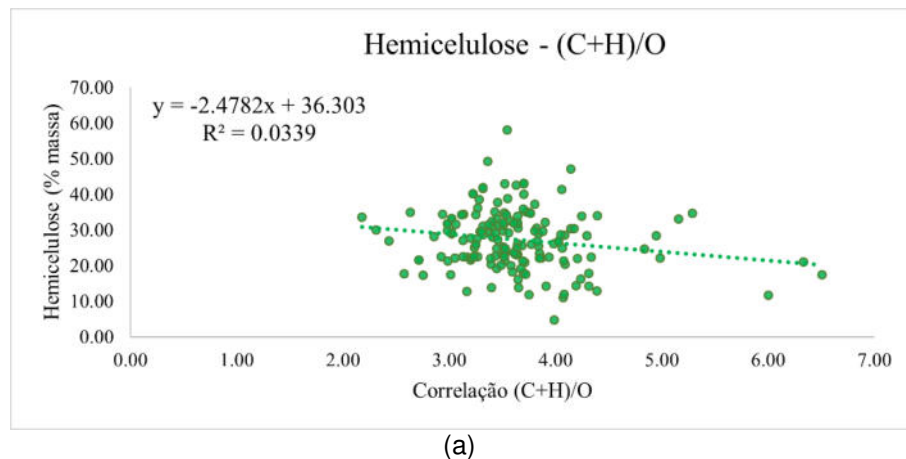 Hemicelulose - (C+H)/O
70.00
y = -2.4782x + 36.303
60.00
R² = 0.0339
50.00
40.00
30.00
20.00
10.00
0.00
Hemicelulose (% massa)
0.00 1.00 2.00 3.00 4.00 5.00 6.00 7.00
Correlação (C+H)/O
(a)